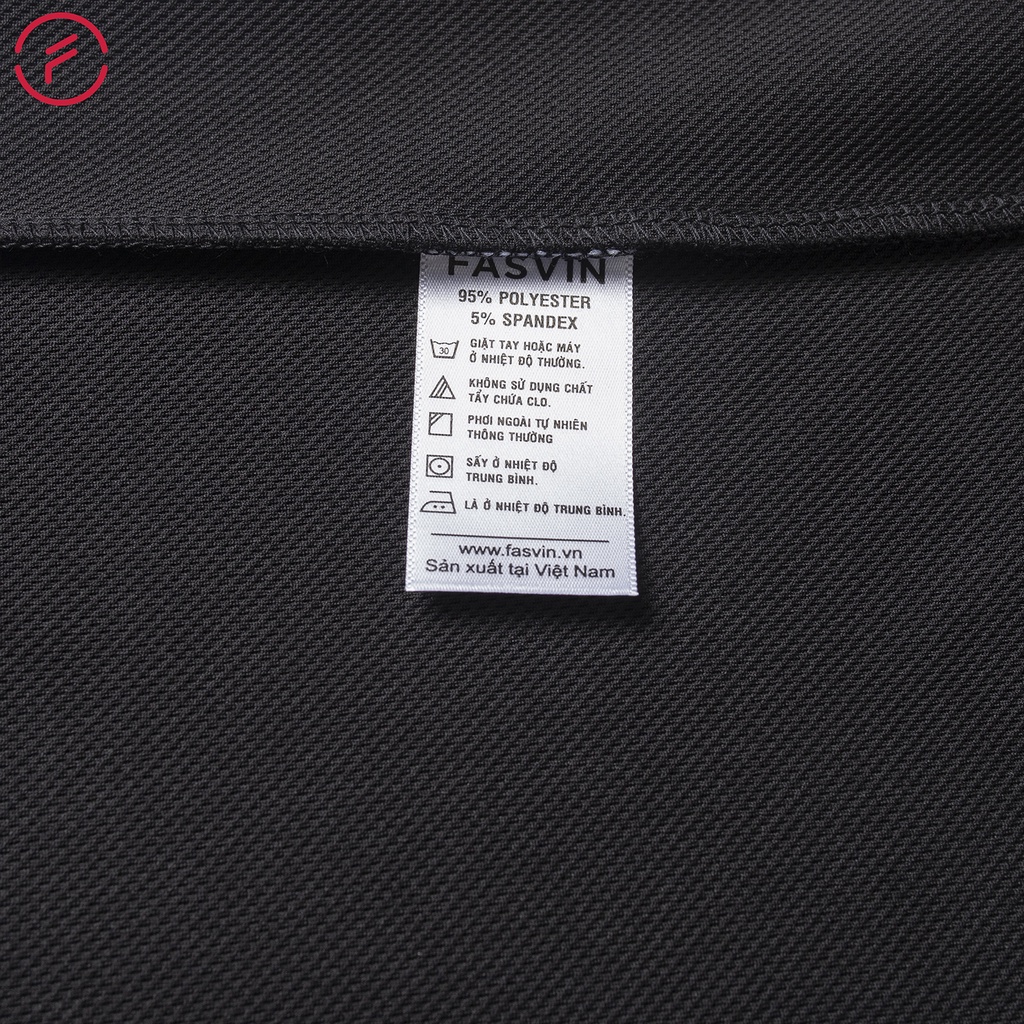 FASVIN
95% POLYESTER
5% SPANDEX
30
GIẶT TAY HOẶC MÁY
Ở NHIỆT ĐỘ THƯỜNG.
KHÔNG SỬ DỤNG CHẤT
TẨY CHỨA CLO.
PHƠI NGOÀI TỰ NHIÊN
THÔNG THƯỜNG
SẤY Ở NHIỆT ĐỘ
TRUNG BÌNH.
LÀ Ở NHIỆT ĐỘ TRUNG BÌNH.
www.fasvin.vn
Sản xuất tại Việt Nam